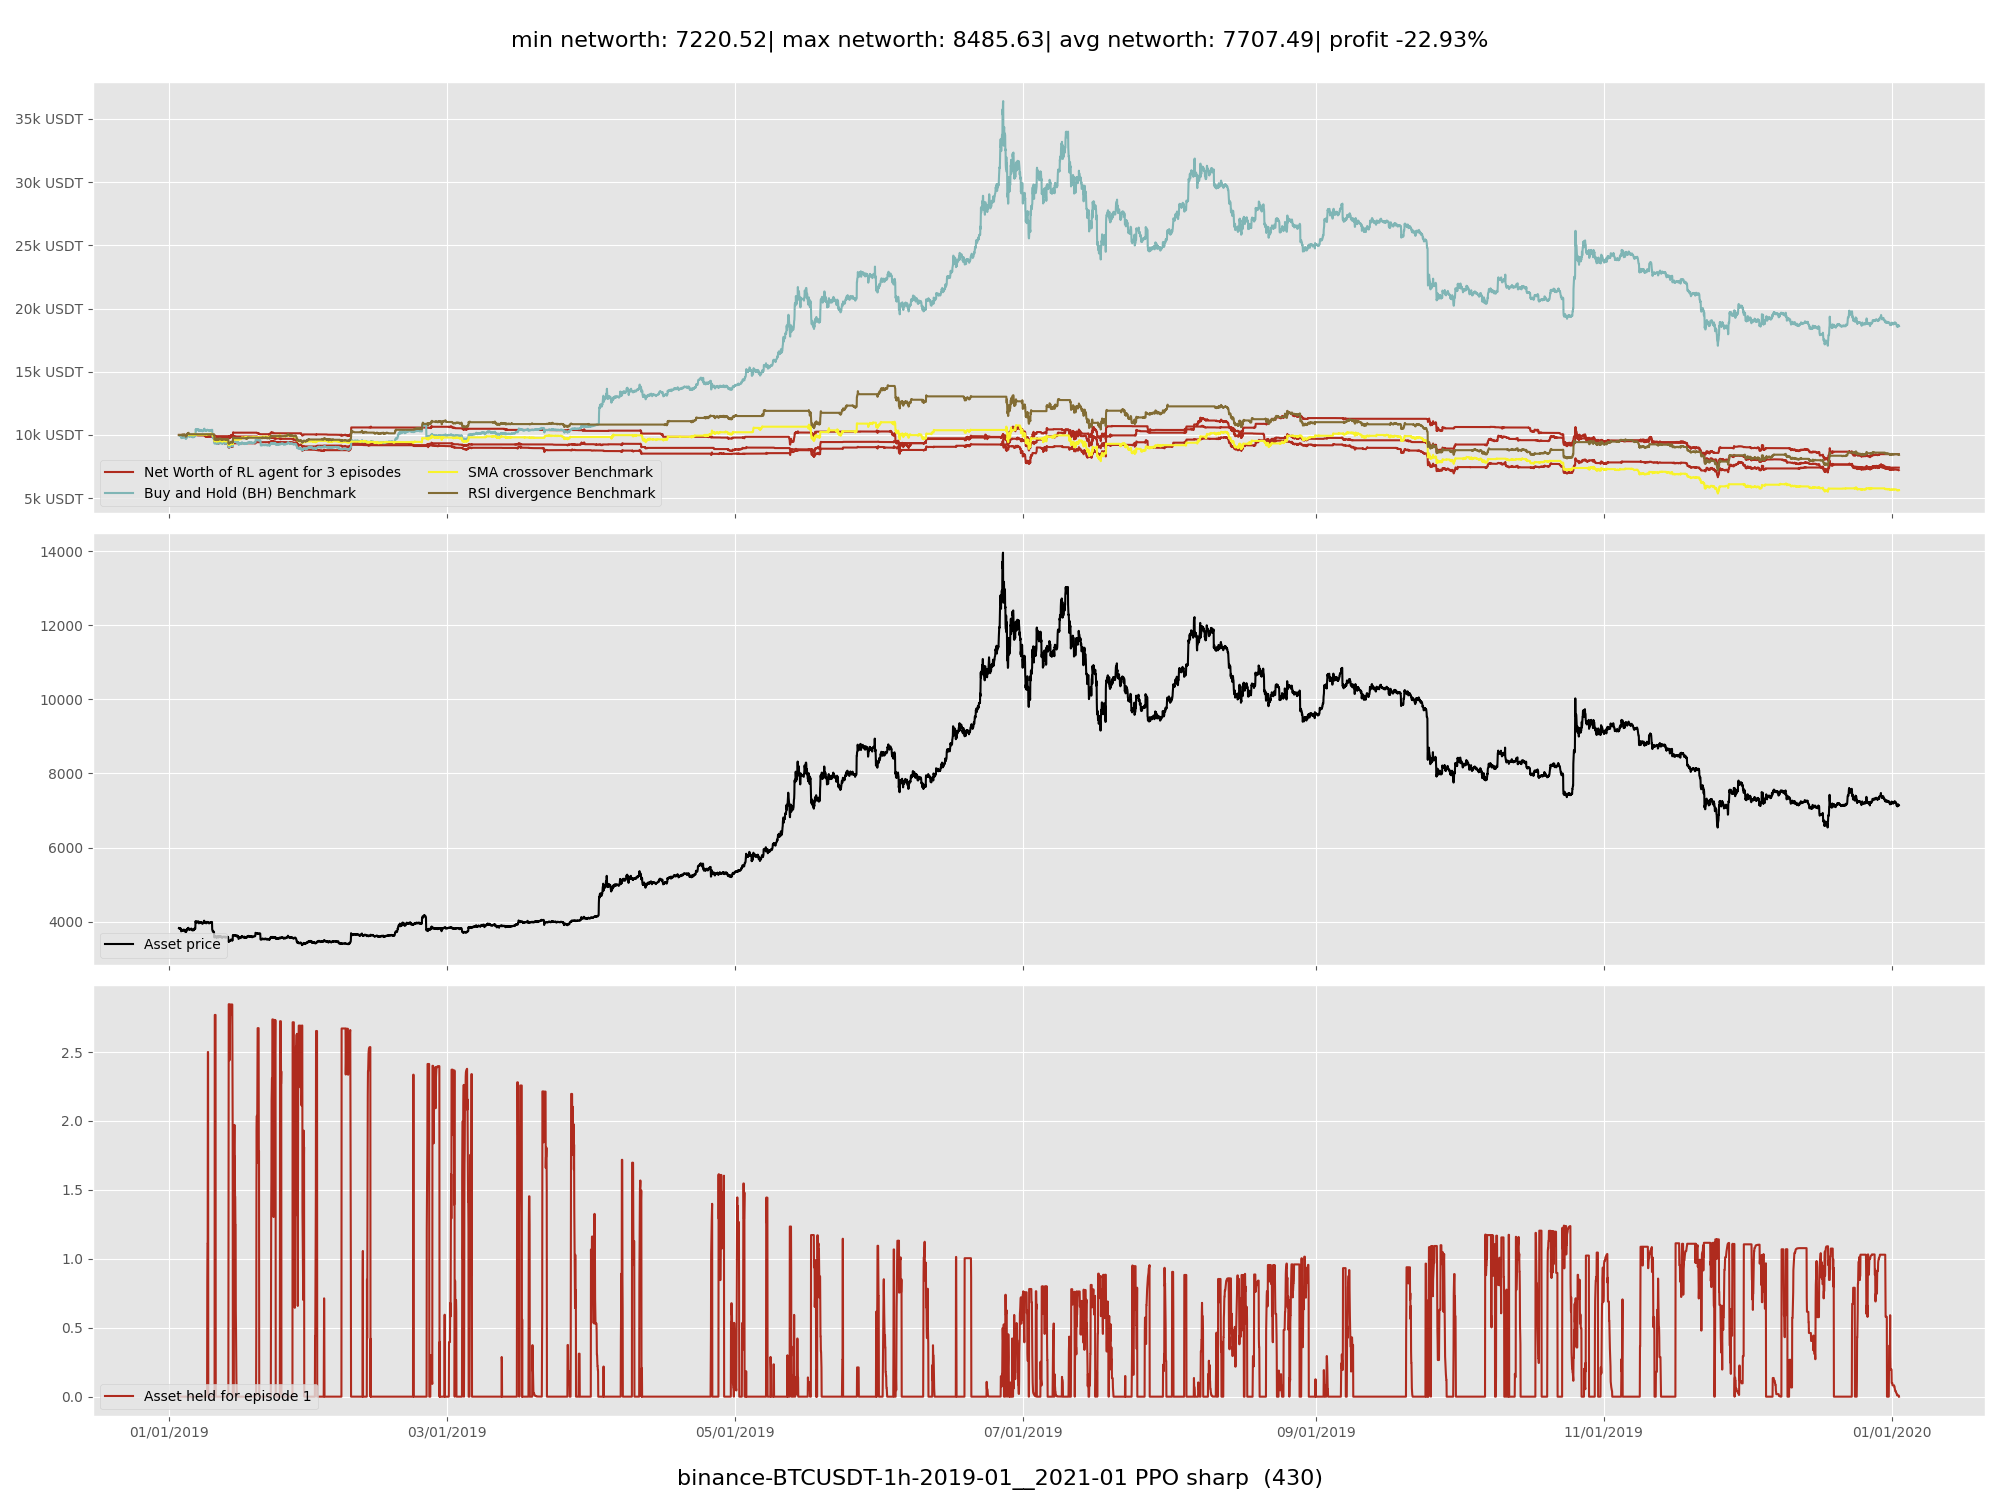 min networth: 7220.52| max networth: 8485.63| avg networth: 7707.49| profit -22.93%
35k USDT
30k USDT
25k USDT
20k USDT
15k USDT
10k USDT
5k USDT
Net Worth of RL agent for 3 episodes
Buy and Hold (BH) Benchmark
SMA crossover Benchmark
RSI divergence Benchmark
14000
12000
10000
8000
6000
4000
Asset price
2.5
2.0
1.5
1.0
0.5
0.0
Asset held for episode 1
01/01/2019 03/01/2019 05/01/2019 07/01/2019 09/01/2019 11/01/2019 01/01/2020
binance-BTCUSDT-1h-2019-01__2021-01 PPO sharp (430)